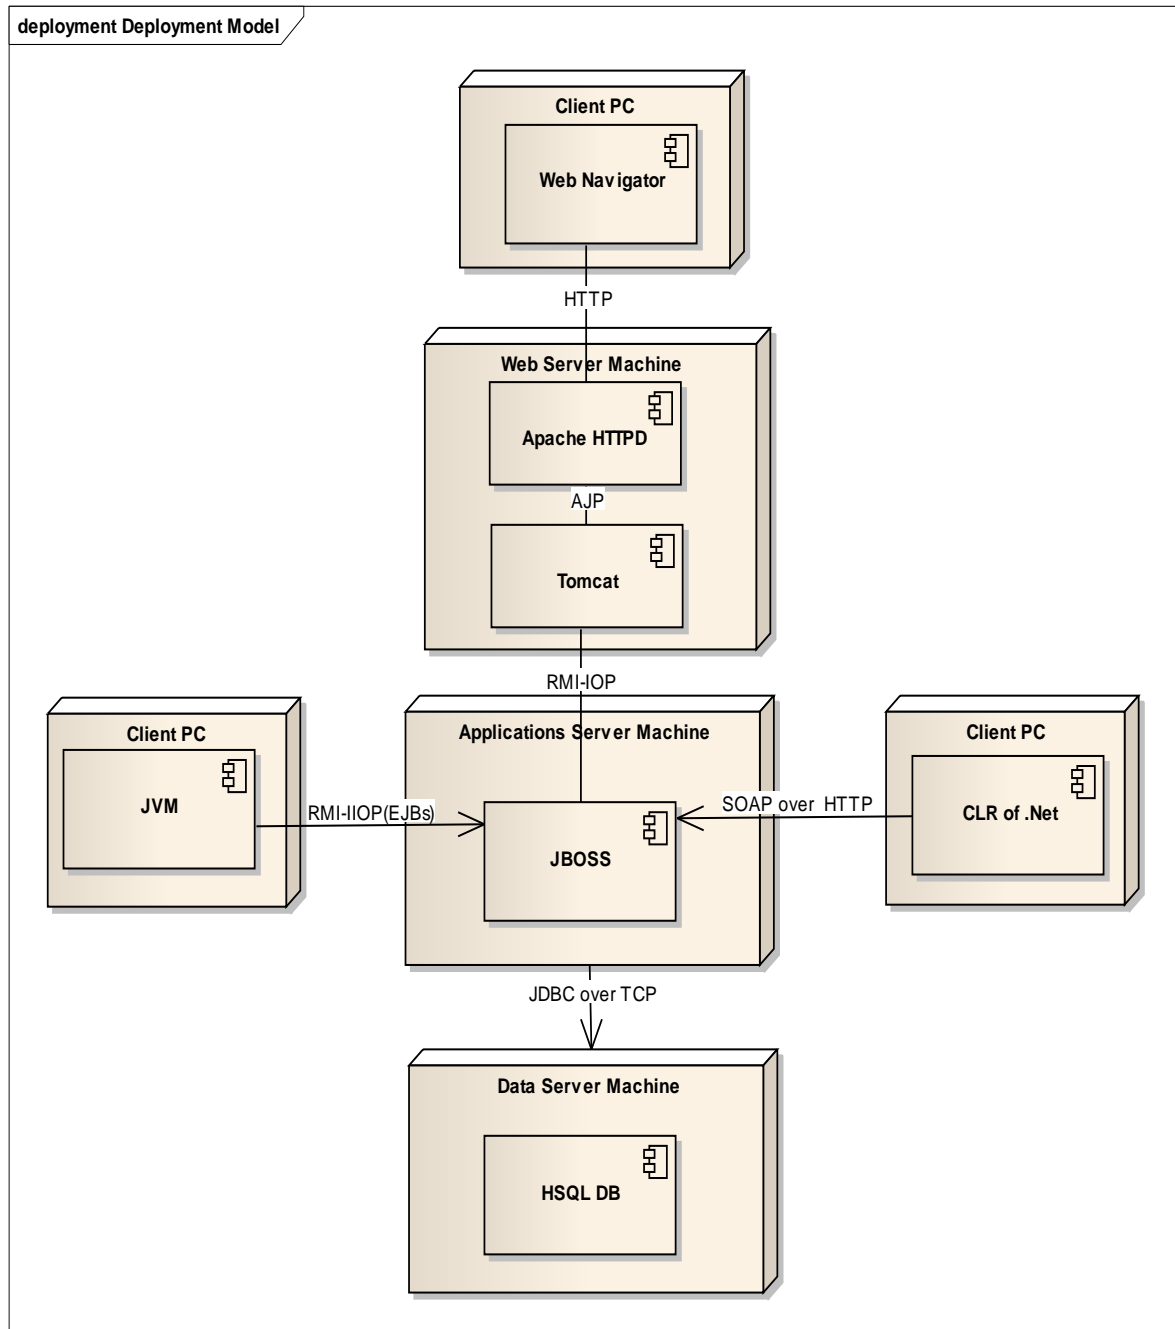 deployment Deployment Model
Client PC
Web Navigator
HTTP
Web Server Machine
Apache HTTPD
AJP
Tomcat
RMI-IOP
Client PC
JVM
RMI-IIOP(EJBs)
Applications Server Machine
JBOSS
SOAP over HTTP
Client PC
CLR of .Net
JDBC over TCP
Data Server Machine
HSQL DB